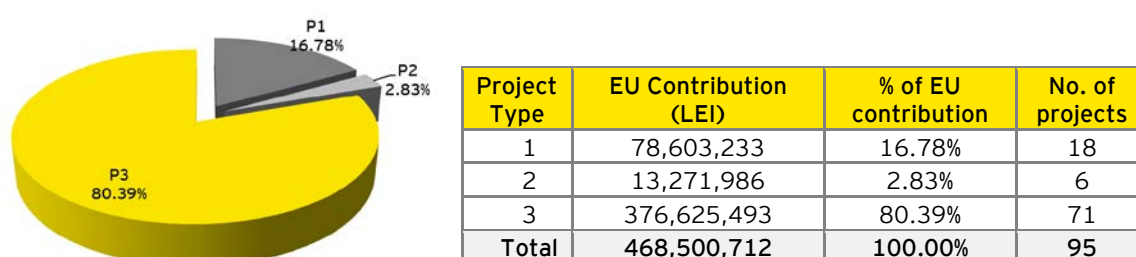 P1
16.78%
P2
2.83%
P3
80.39%
Project Type EU Contribution (LEI) % of EU contribution No. of projects
1 78,603,233 16.78% 18
2 13,271,986 2.83% 6
3 376,625,493 80.39% 71
Total 468,500,712 100.00% 95